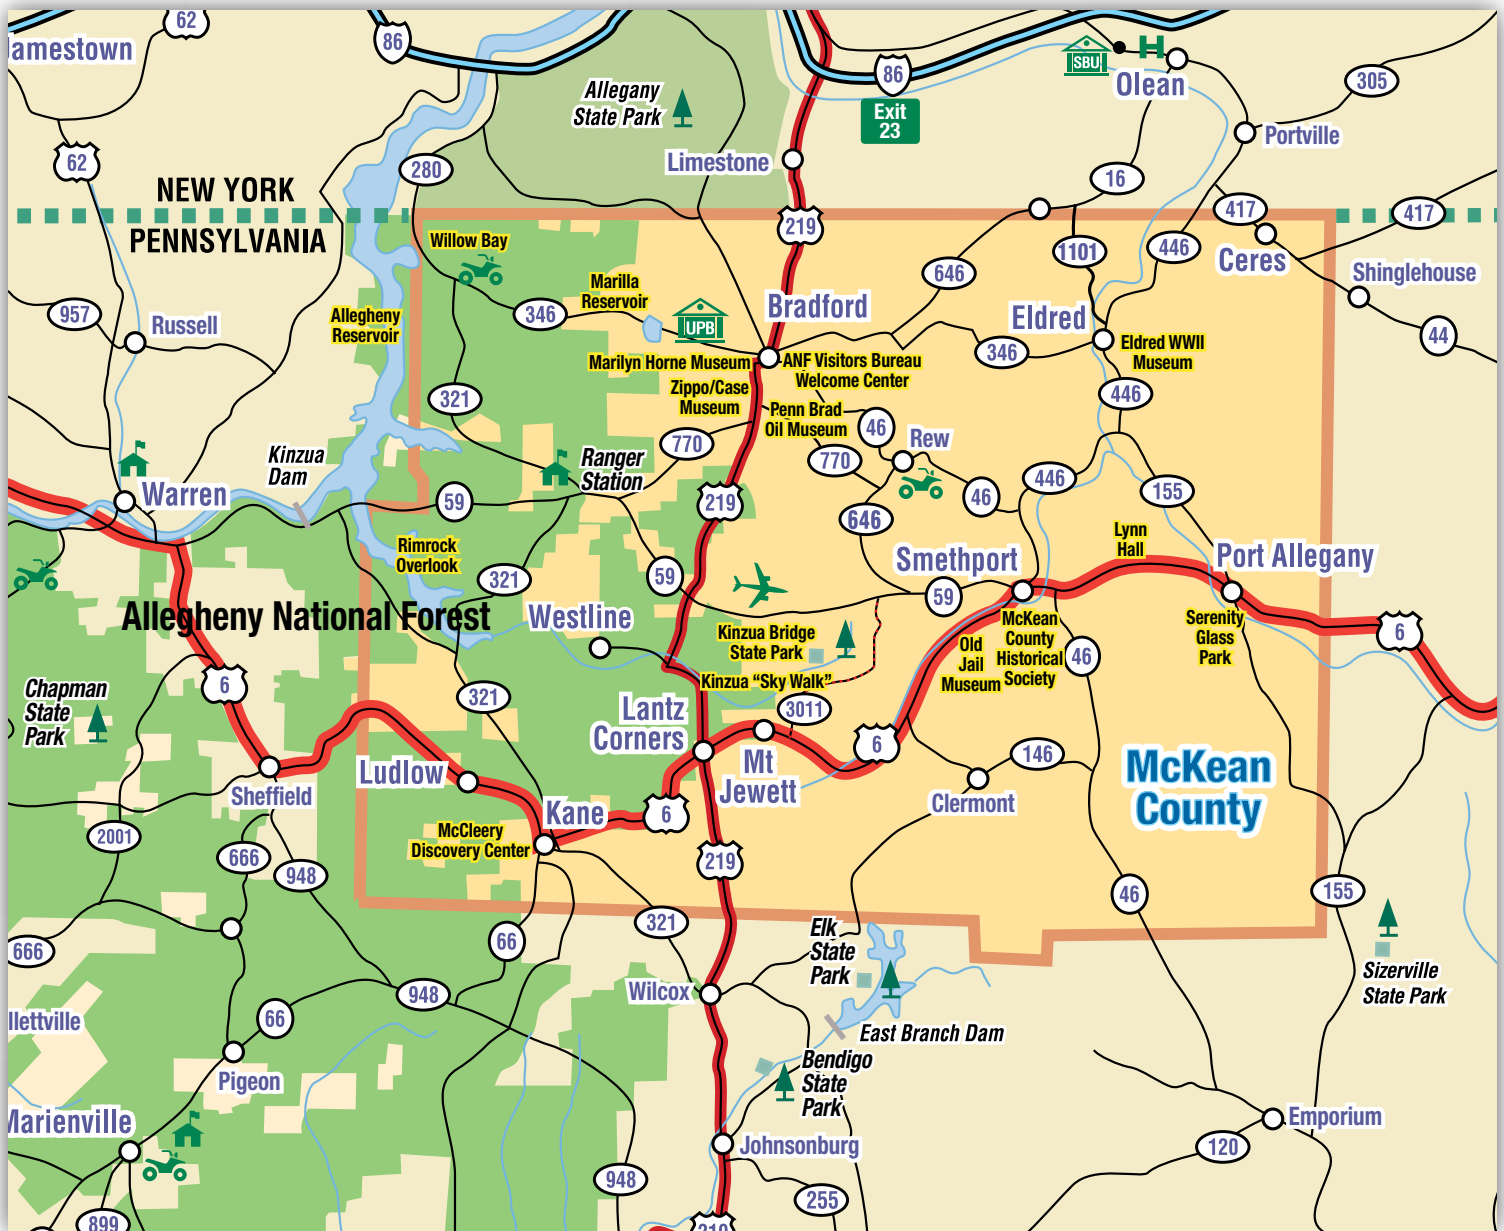 62
Jamestown
86
86
Exit
23
SBU
H
Olean
305
Allegany
State Park
Portville
62
280
Limestone
16
NEW YORK
PENNSYLVANIA
219
417
417
Willow Bay
1101
446
Ceres
646
Shinglehouse
Marilla
Reservoir
957
Russell
Allegheny
Reservoir
346
UPB
Bradford
Eldred
44
Marilyn Horne Museum
ANF Visitors Bureau
Welcome Center
346
Eldred WWII
Museum
321
Zippo/Case
Museum
Penn Brad
Oil Museum
446
46
Rew
770
770
Kinzua
Dam
Ranger
Station
446
155
Warren
59
219
46
646
Lynn
Hall
Rimrock
Overlook
Smethport
Port Allegany
321
59
59
Allegheny National Forest
Westline
Kinzua Bridge
State Park
McKean
County
Historical
Society
Old
Jail
Museum
Serenity
Glass
Park
6
46
Chapman
State
Park
6
321
Kinzua “Sky Walk”
3011
Lantz
Corners
6
146
McKean
County
Ludlow
Mt
Jewett
Sheffield
Clermont
Kane
6
2001
McCleery
Discovery Center
666
948
219
46
155
321
Elk
State
Park
666
66
Sizerville
State Park
948
Wilcox
66
llettville
East Branch Dam
Bendigo
State
Park
Pigeon
Marienville
Emporium
120
Johnsonburg
948
255
899
219